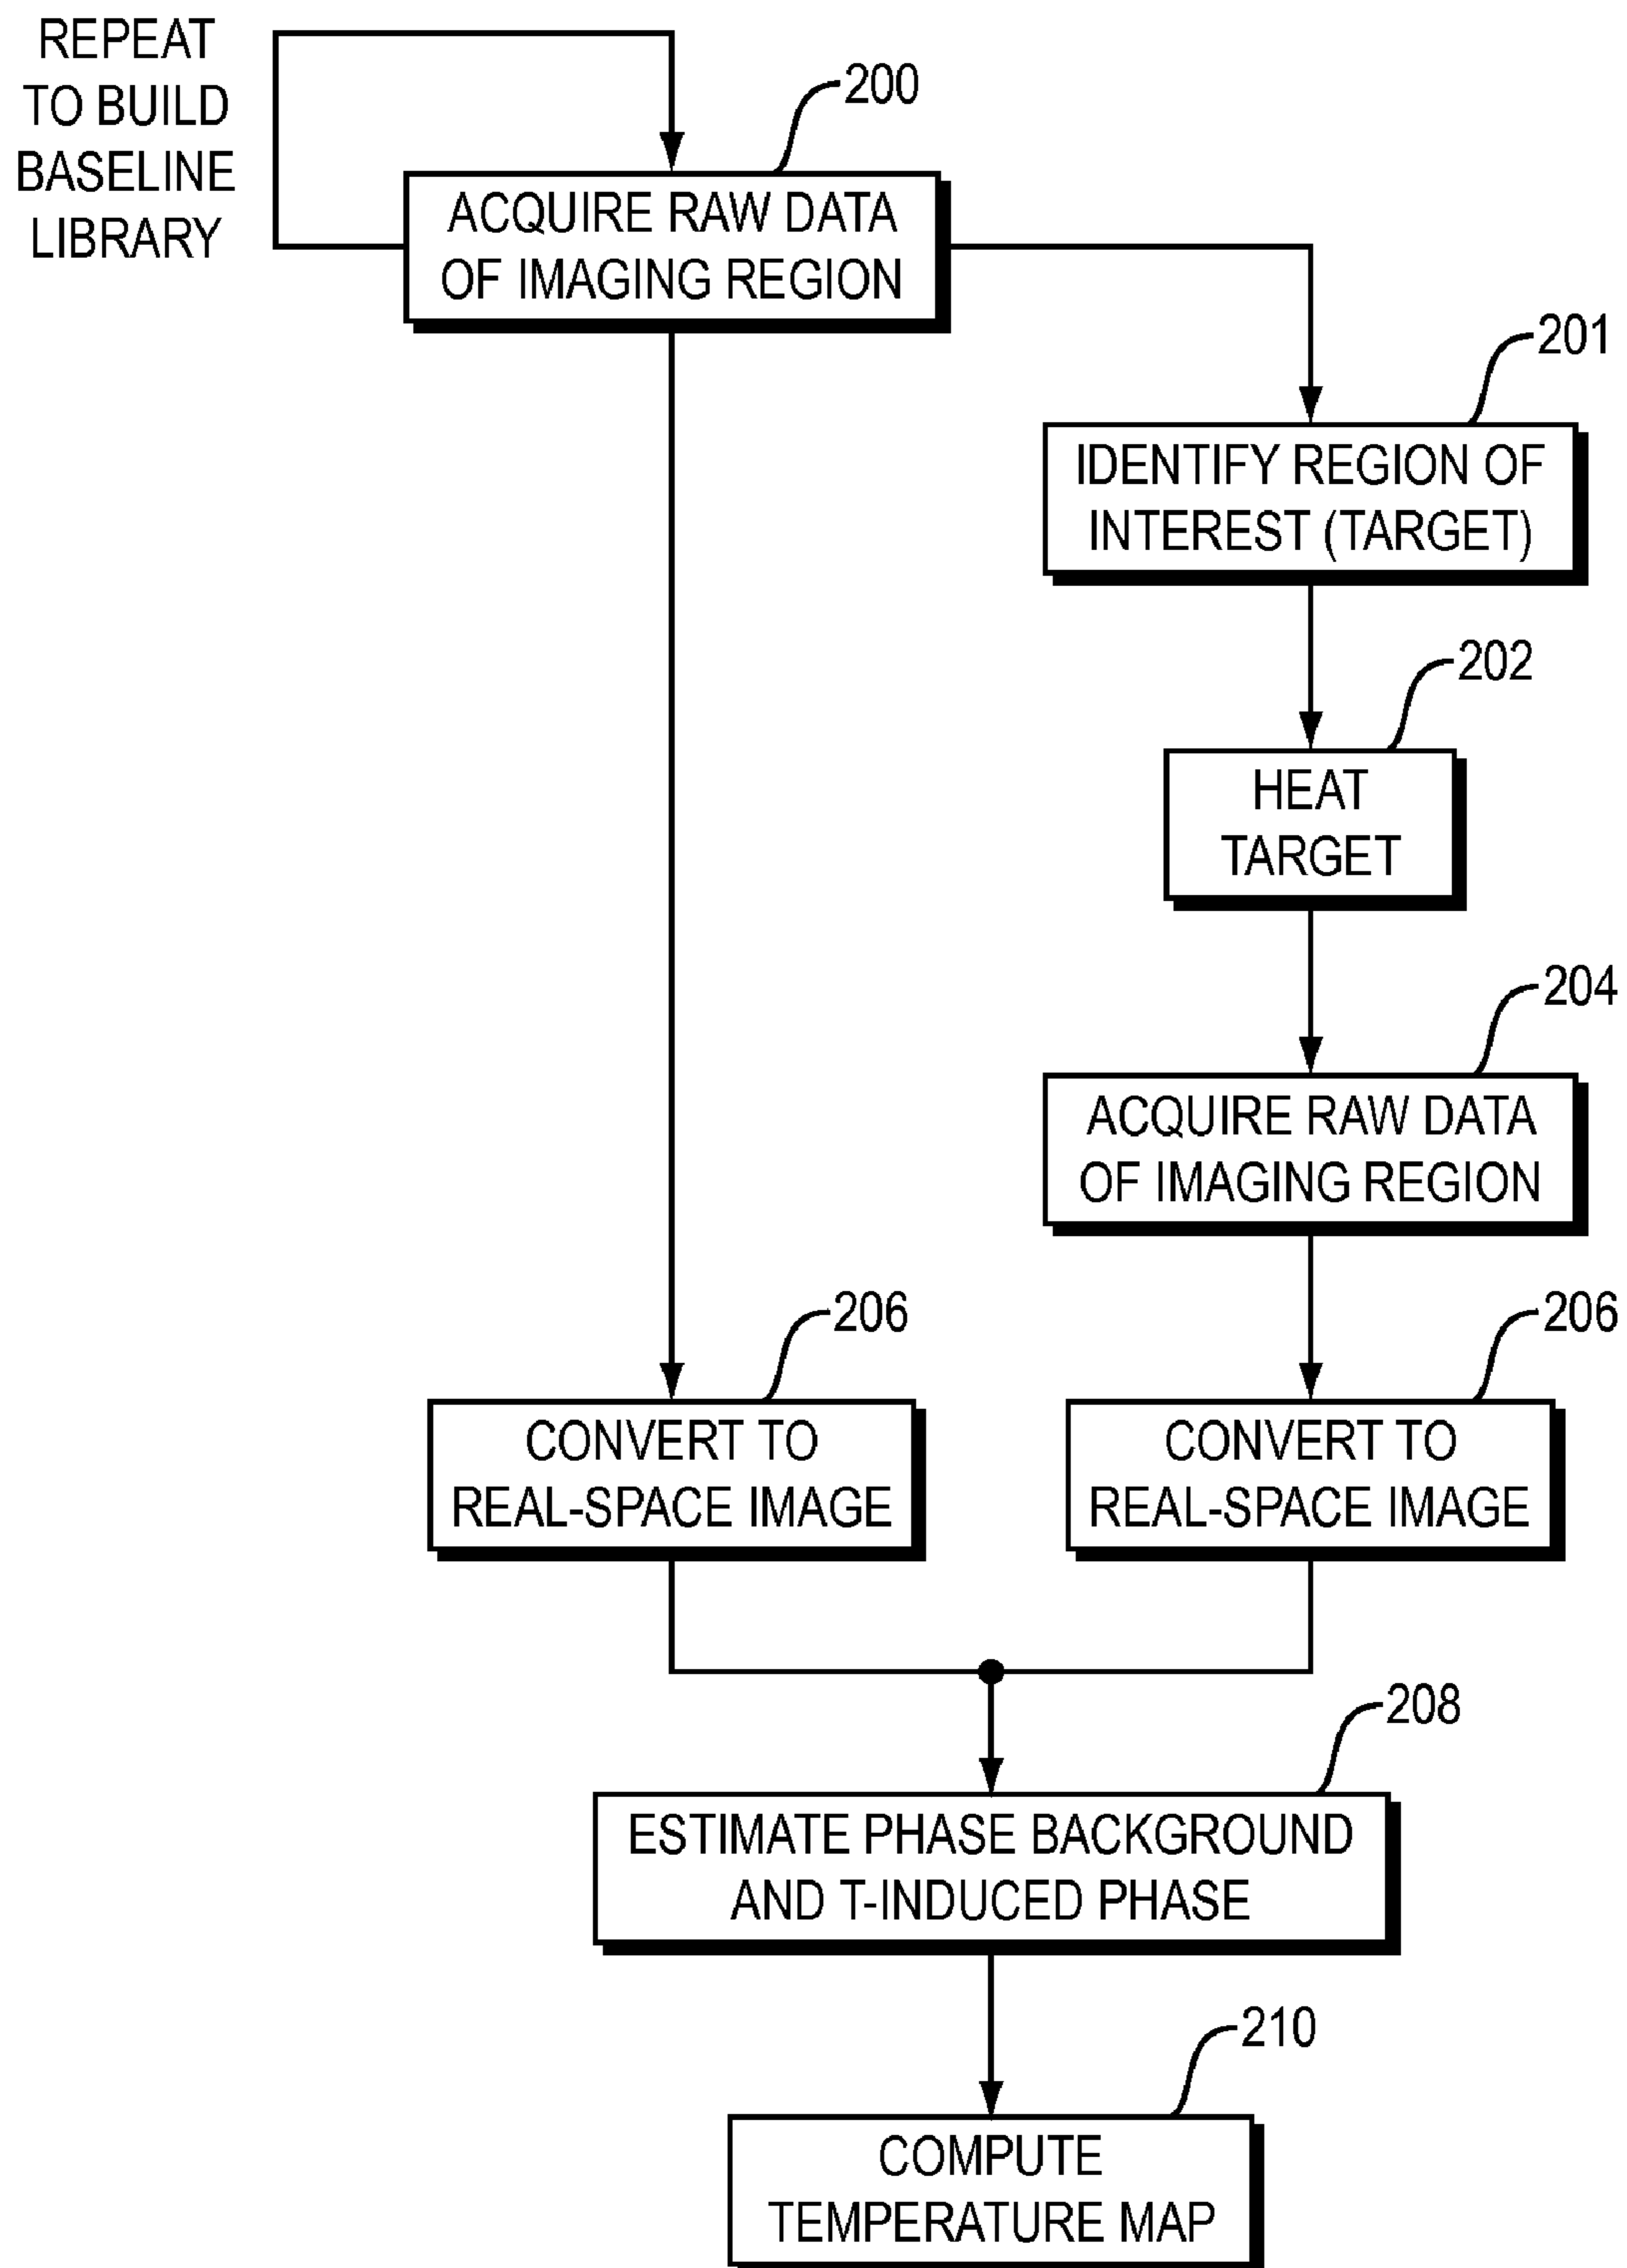 REPEAT
TO BUILD
BASELINE
LIBRARY
200
ACQUIRE RAW DATA
OF IMAGING REGION
201
IDENTIFY REGION OF
INTEREST (TARGET)
202
HEAT
TARGET
204
ACQUIRE RAW DATA
OF IMAGING REGION
206
CONVERT TO
REAL-SPACE IMAGE
206
CONVERT TO
REAL-SPACE IMAGE
208
ESTIMATE PHASE BACKGROUND
AND T-INDUCED PHASE
210
COMPUTE
TEMPERATURE MAP